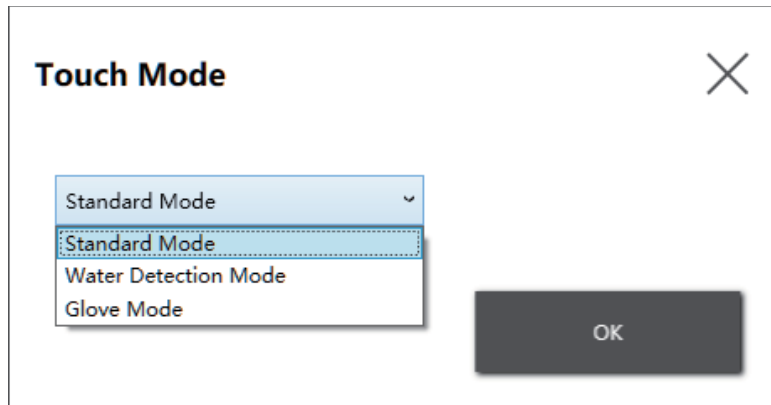 Touch Mode
Standard Mode
Standard Mode
Water Detection Mode
Glove Mode
OK